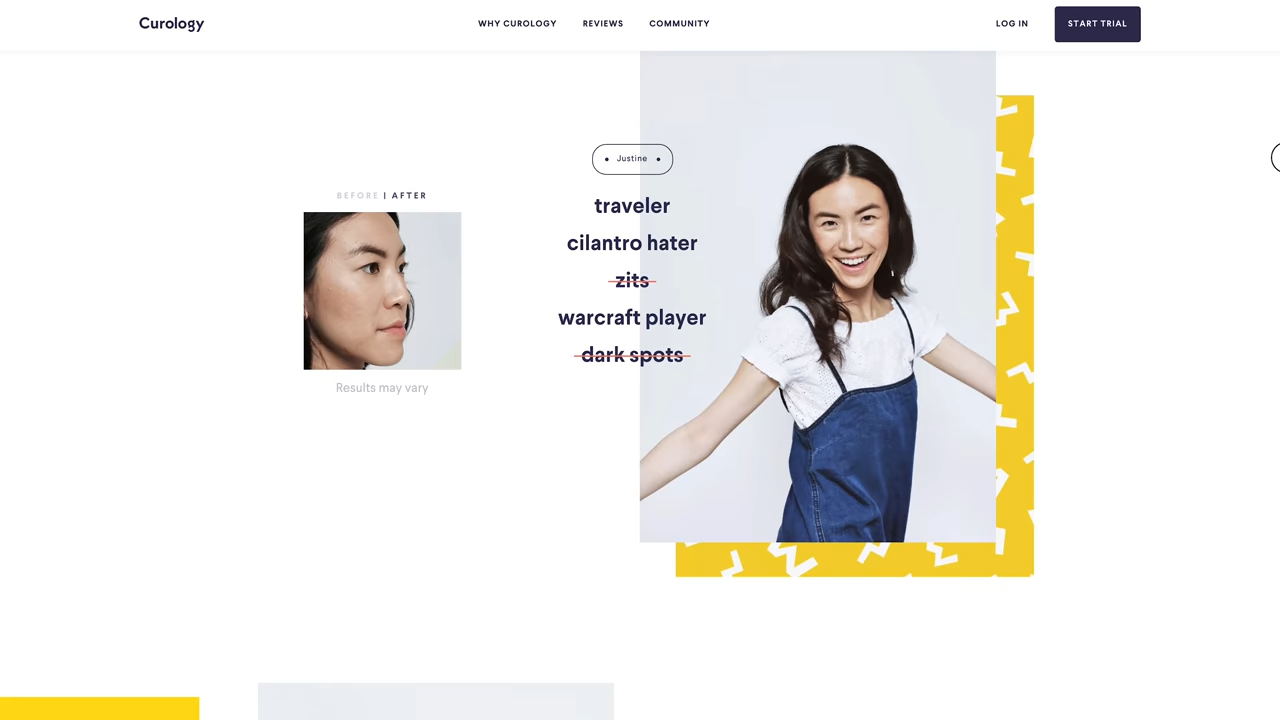 Curology
WHY CUROLOGY
REVIEWS
COMMUNITY
LOG IN
START TRIAL
Justine
BEFORE | AFTER
traveler
cilantro hater
zits
warcraft player
dark spots
Results may vary